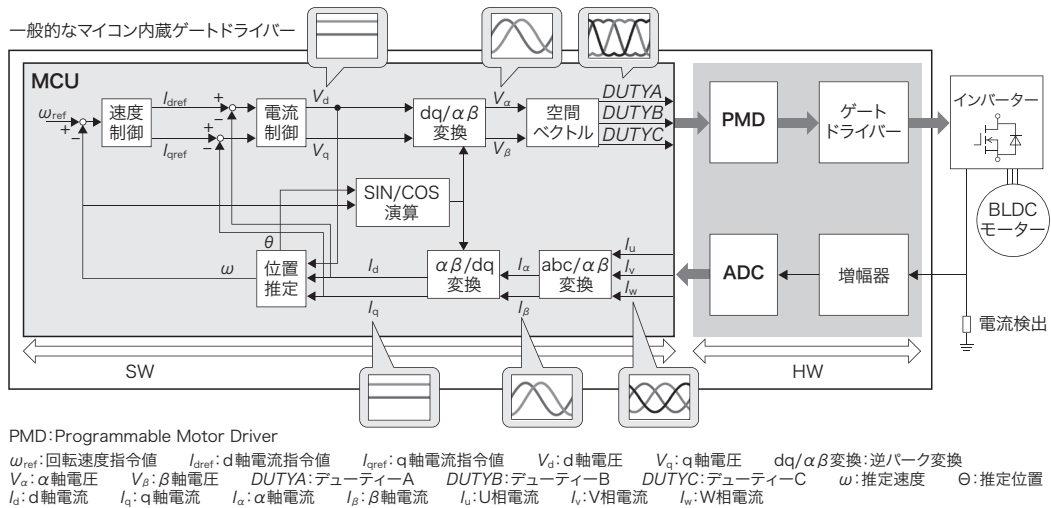 一般的なマイコン内蔵ゲートドライバー
MCU
ωref
+
−
速度
制御
Idref
Iqref
+
−
+
−
電流
制御
Vd
Vq
dq/αβ
変換
Vα
Vβ
空間
ベクトル
DUTYA
DUTYB
DUTYC
PMD
ゲート
ドライバー
インバーター
BLDC
モーター
SIN/COS
演算
θ
ω
位置
推定
Id
Iq
αβ/dq
変換
Iα
Iβ
abc/αβ
変換
Iu
Iv
Iw
ADC
増幅器
電流検出
SW
HW
PMD:Programmable Motor Driver
ωref:回転速度指令値 Idref:d軸電流指令値 Iqref:q軸電流指令値 Vd:d軸電圧 Vq:q軸電圧 dq/αβ変換:逆パーク変換
Vα:α軸電圧 Vβ:β軸電圧 DUTYA:デューティーA DUTYB:デューティーB DUTYC:デューティーC ω:推定速度 Θ:推定位置
Id:d軸電流 Iq:q軸電流 Iα:α軸電流 Iβ:β軸電流 Iu:U相電流 Iv:V相電流 Iw:W相電流